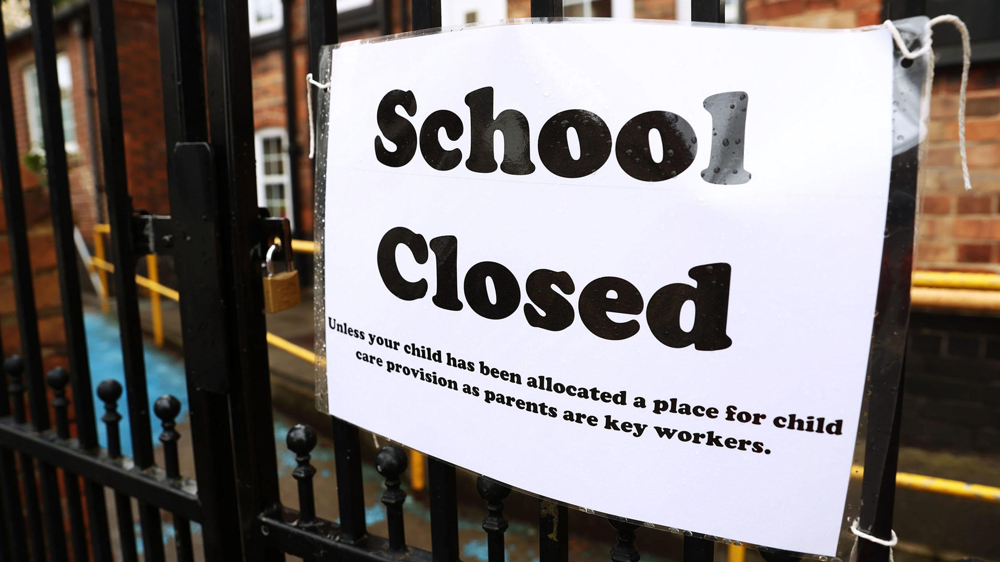 School
Closed
Unless your child has been allocated a place for child
care provision as parents are key workers.